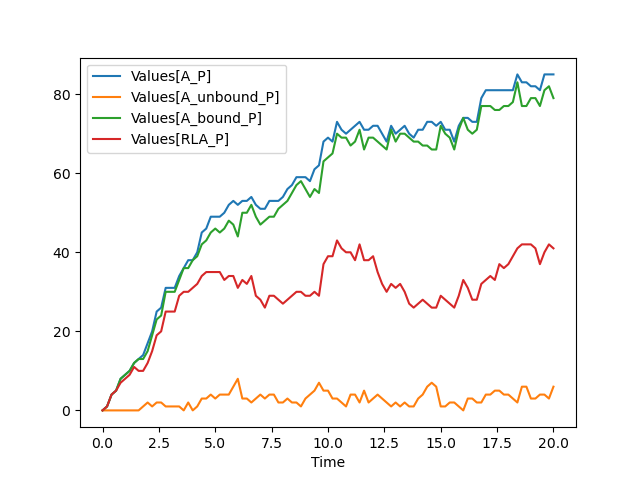 Values[A_P]
Values[A_unbound_P]
Values[A_bound_P]
Values[RLA_P]
80
60
40
20
0
0.0 2.5 5.0 7.5 10.0 12.5 15.0 17.5 20.0
Time